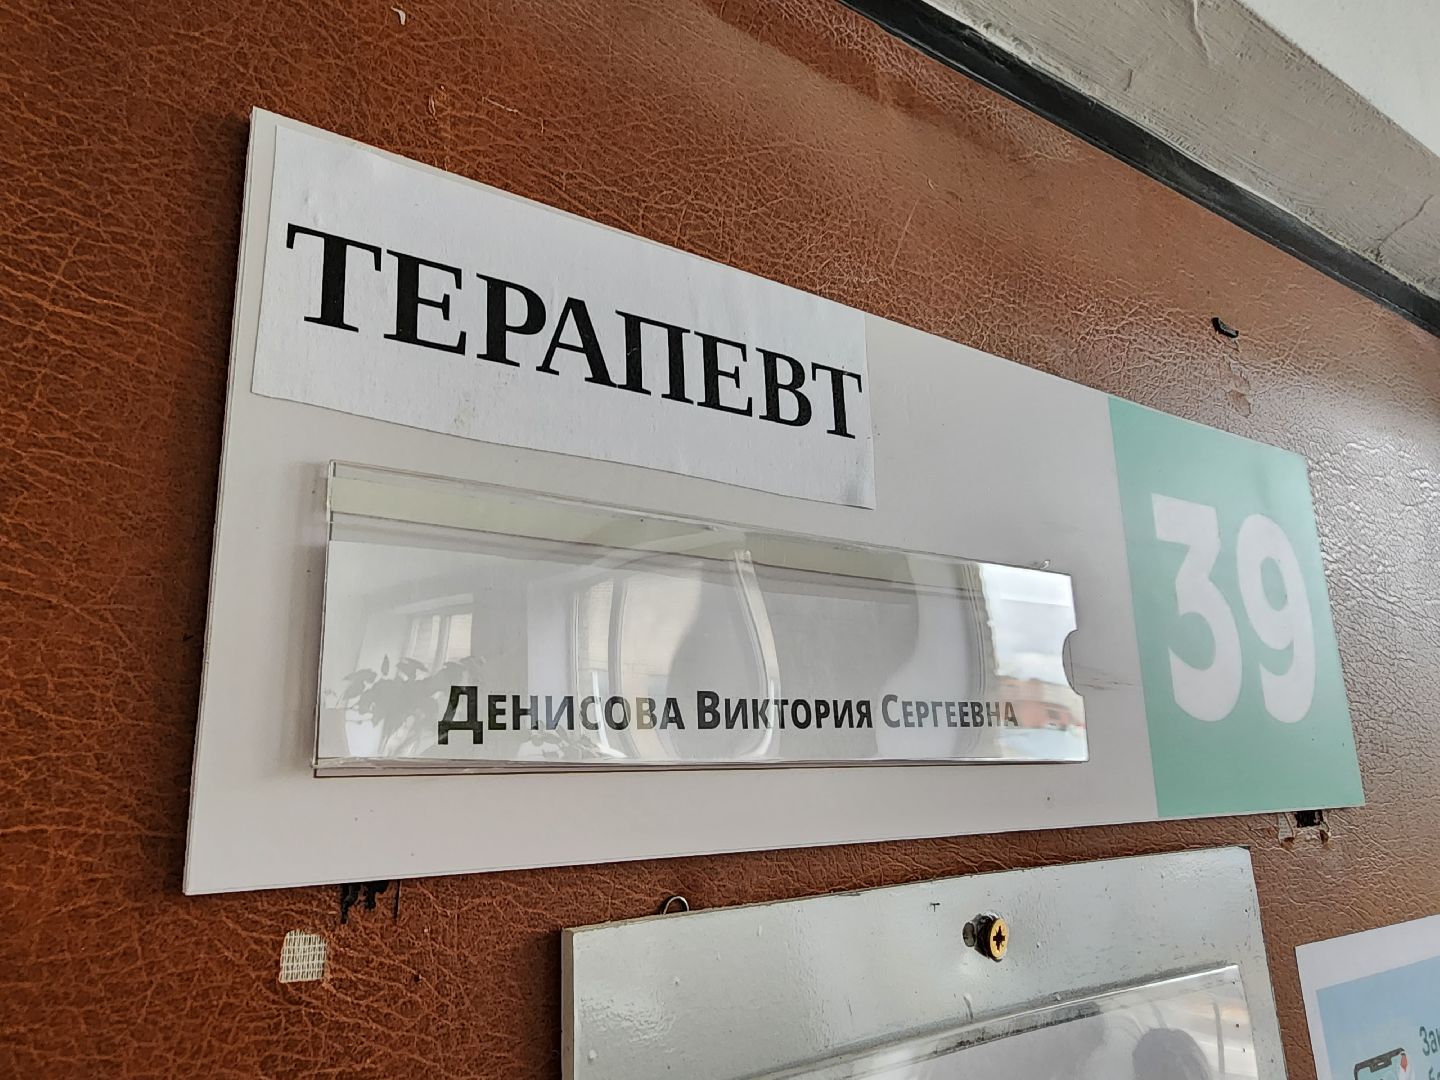 ТЕРАПЕВТ
Денисова Виктория Сергеевна
39